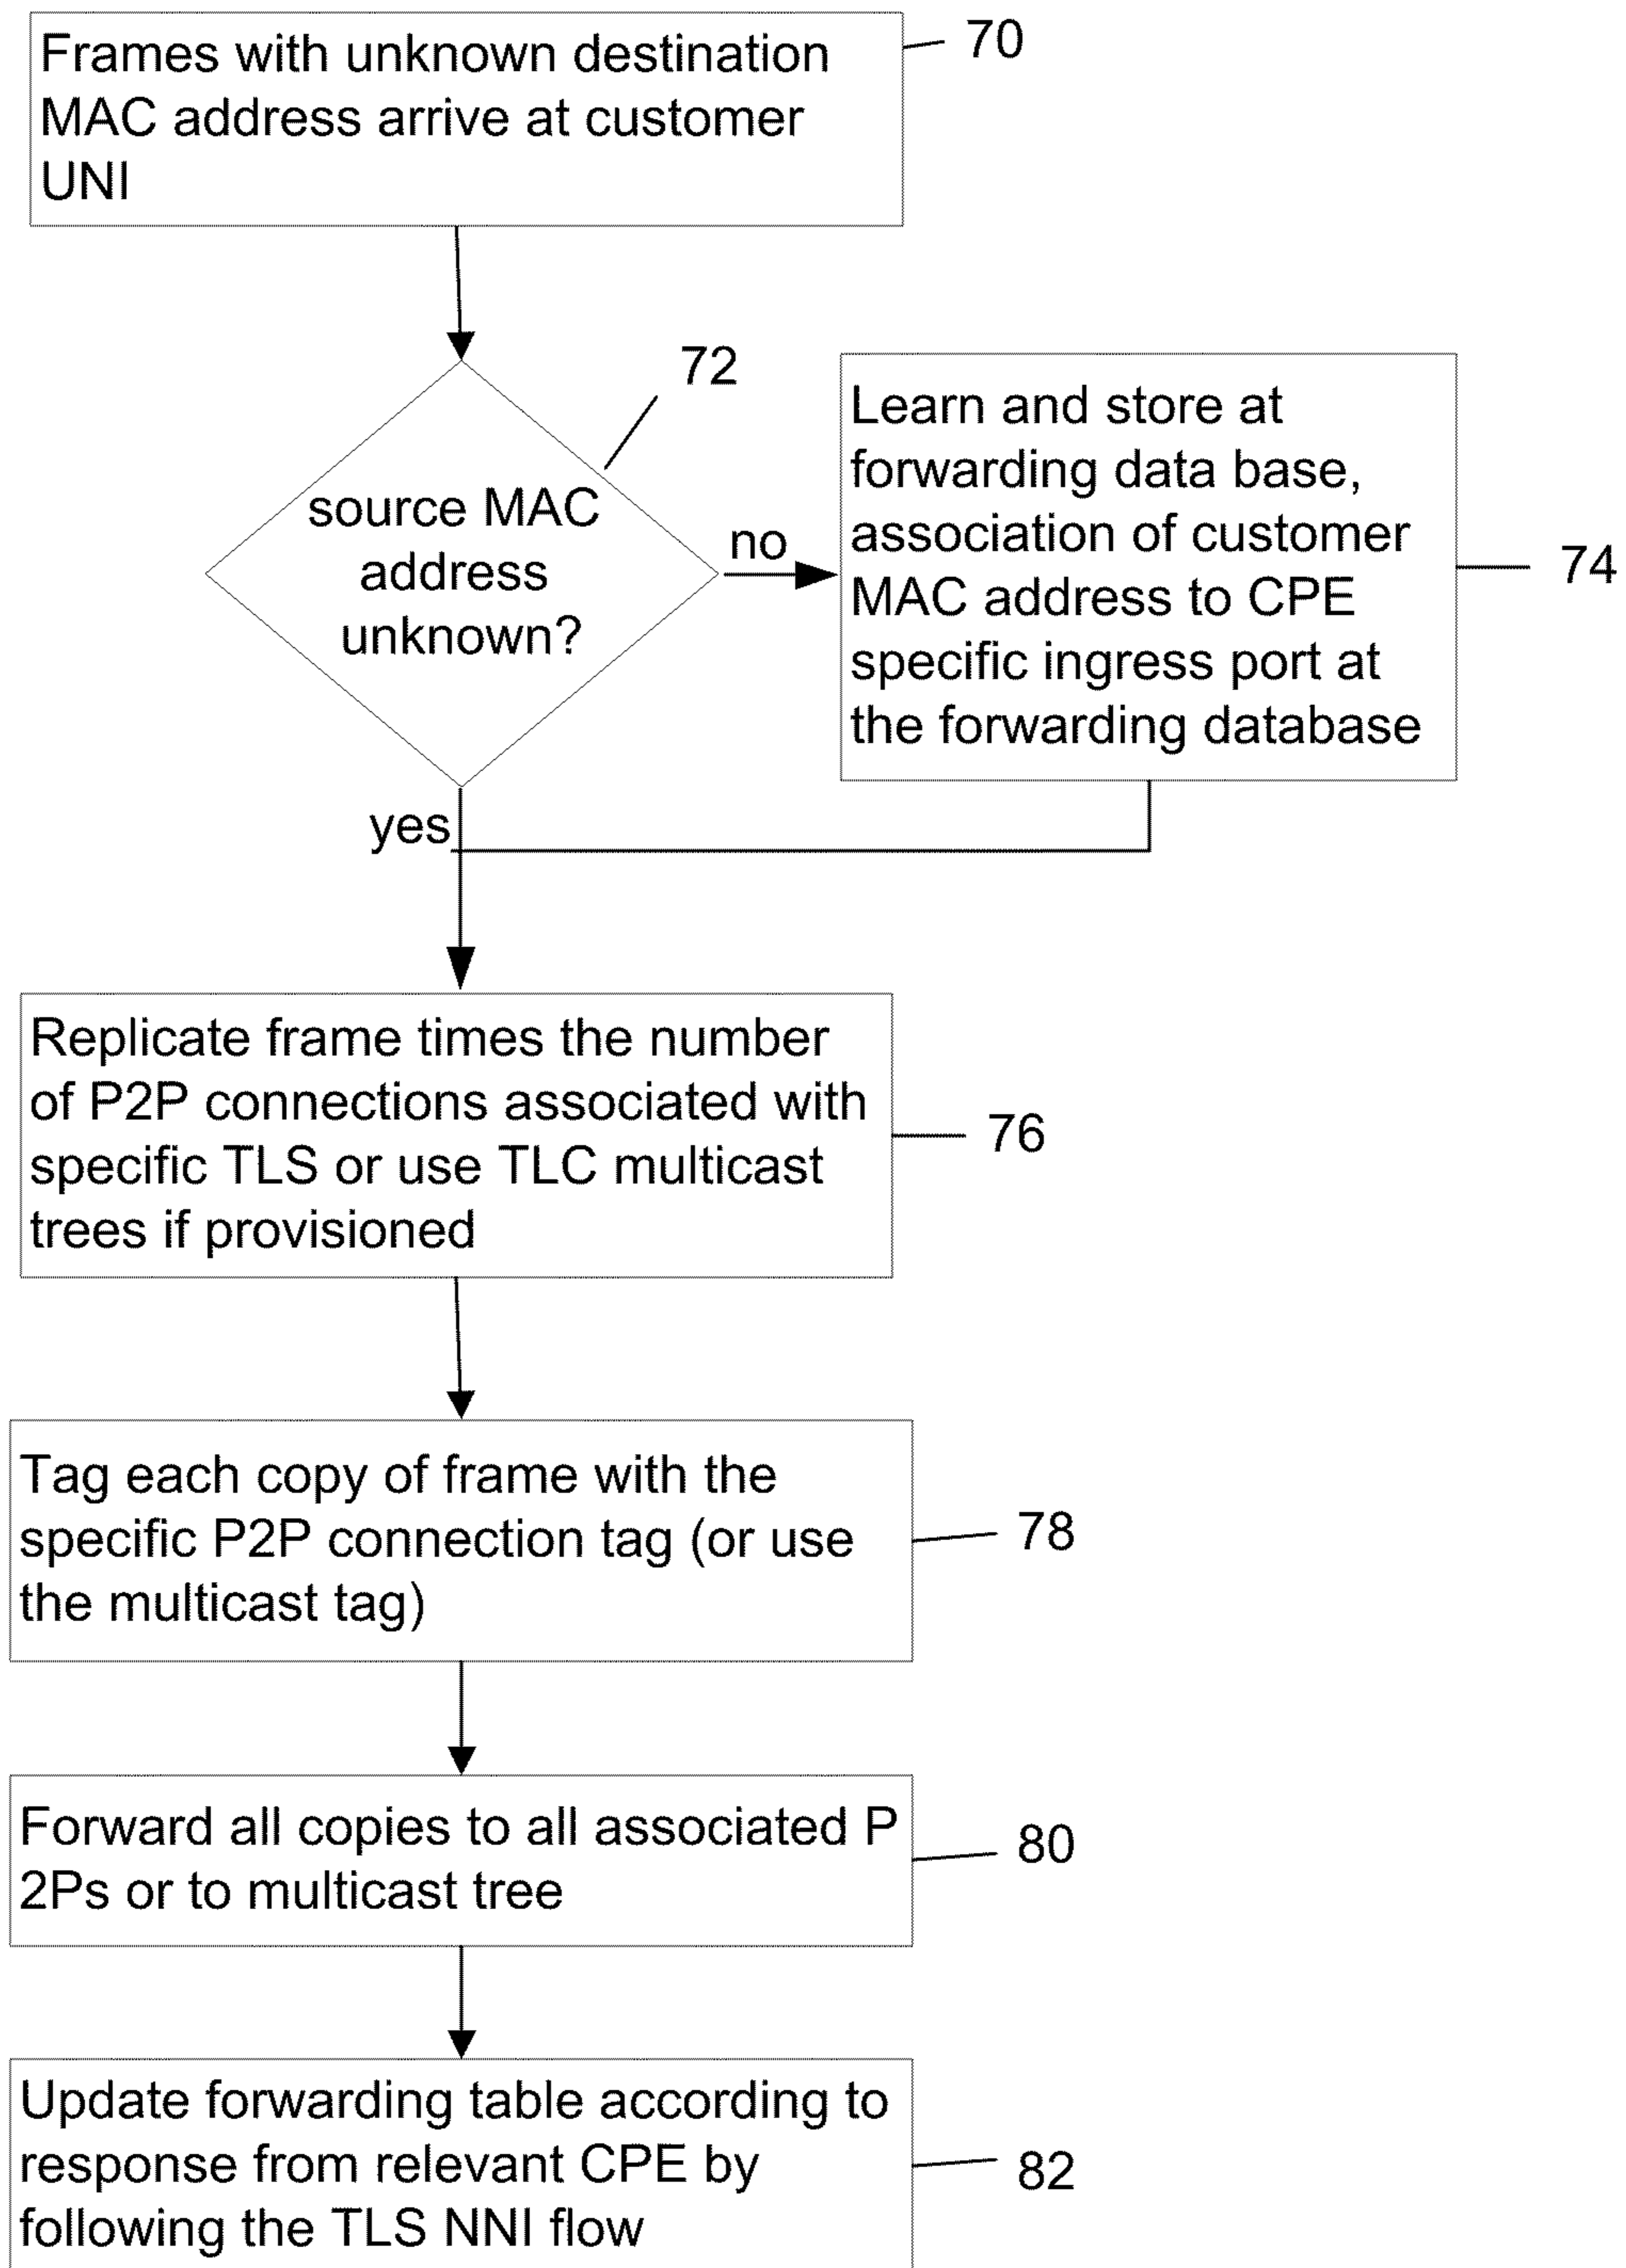 Frames with unknown destination
MAC address arrive at customer
UNI
70
72
source MAC
address
unknown?
no
yes
Learn and store at
forwarding data base,
association of customer
MAC address to CPE
specific ingress port at
the forwarding database
74
Replicate frame times the number
of P2P connections associated with
specific TLS or use TLC multicast
trees if provisioned
76
Tag each copy of frame with the
specific P2P connection tag (or use
the multicast tag)
78
Forward all copies to all associated P
2Ps or to multicast tree
80
Update forwarding table according to
response from relevant CPE by
following the TLS NNI flow
82